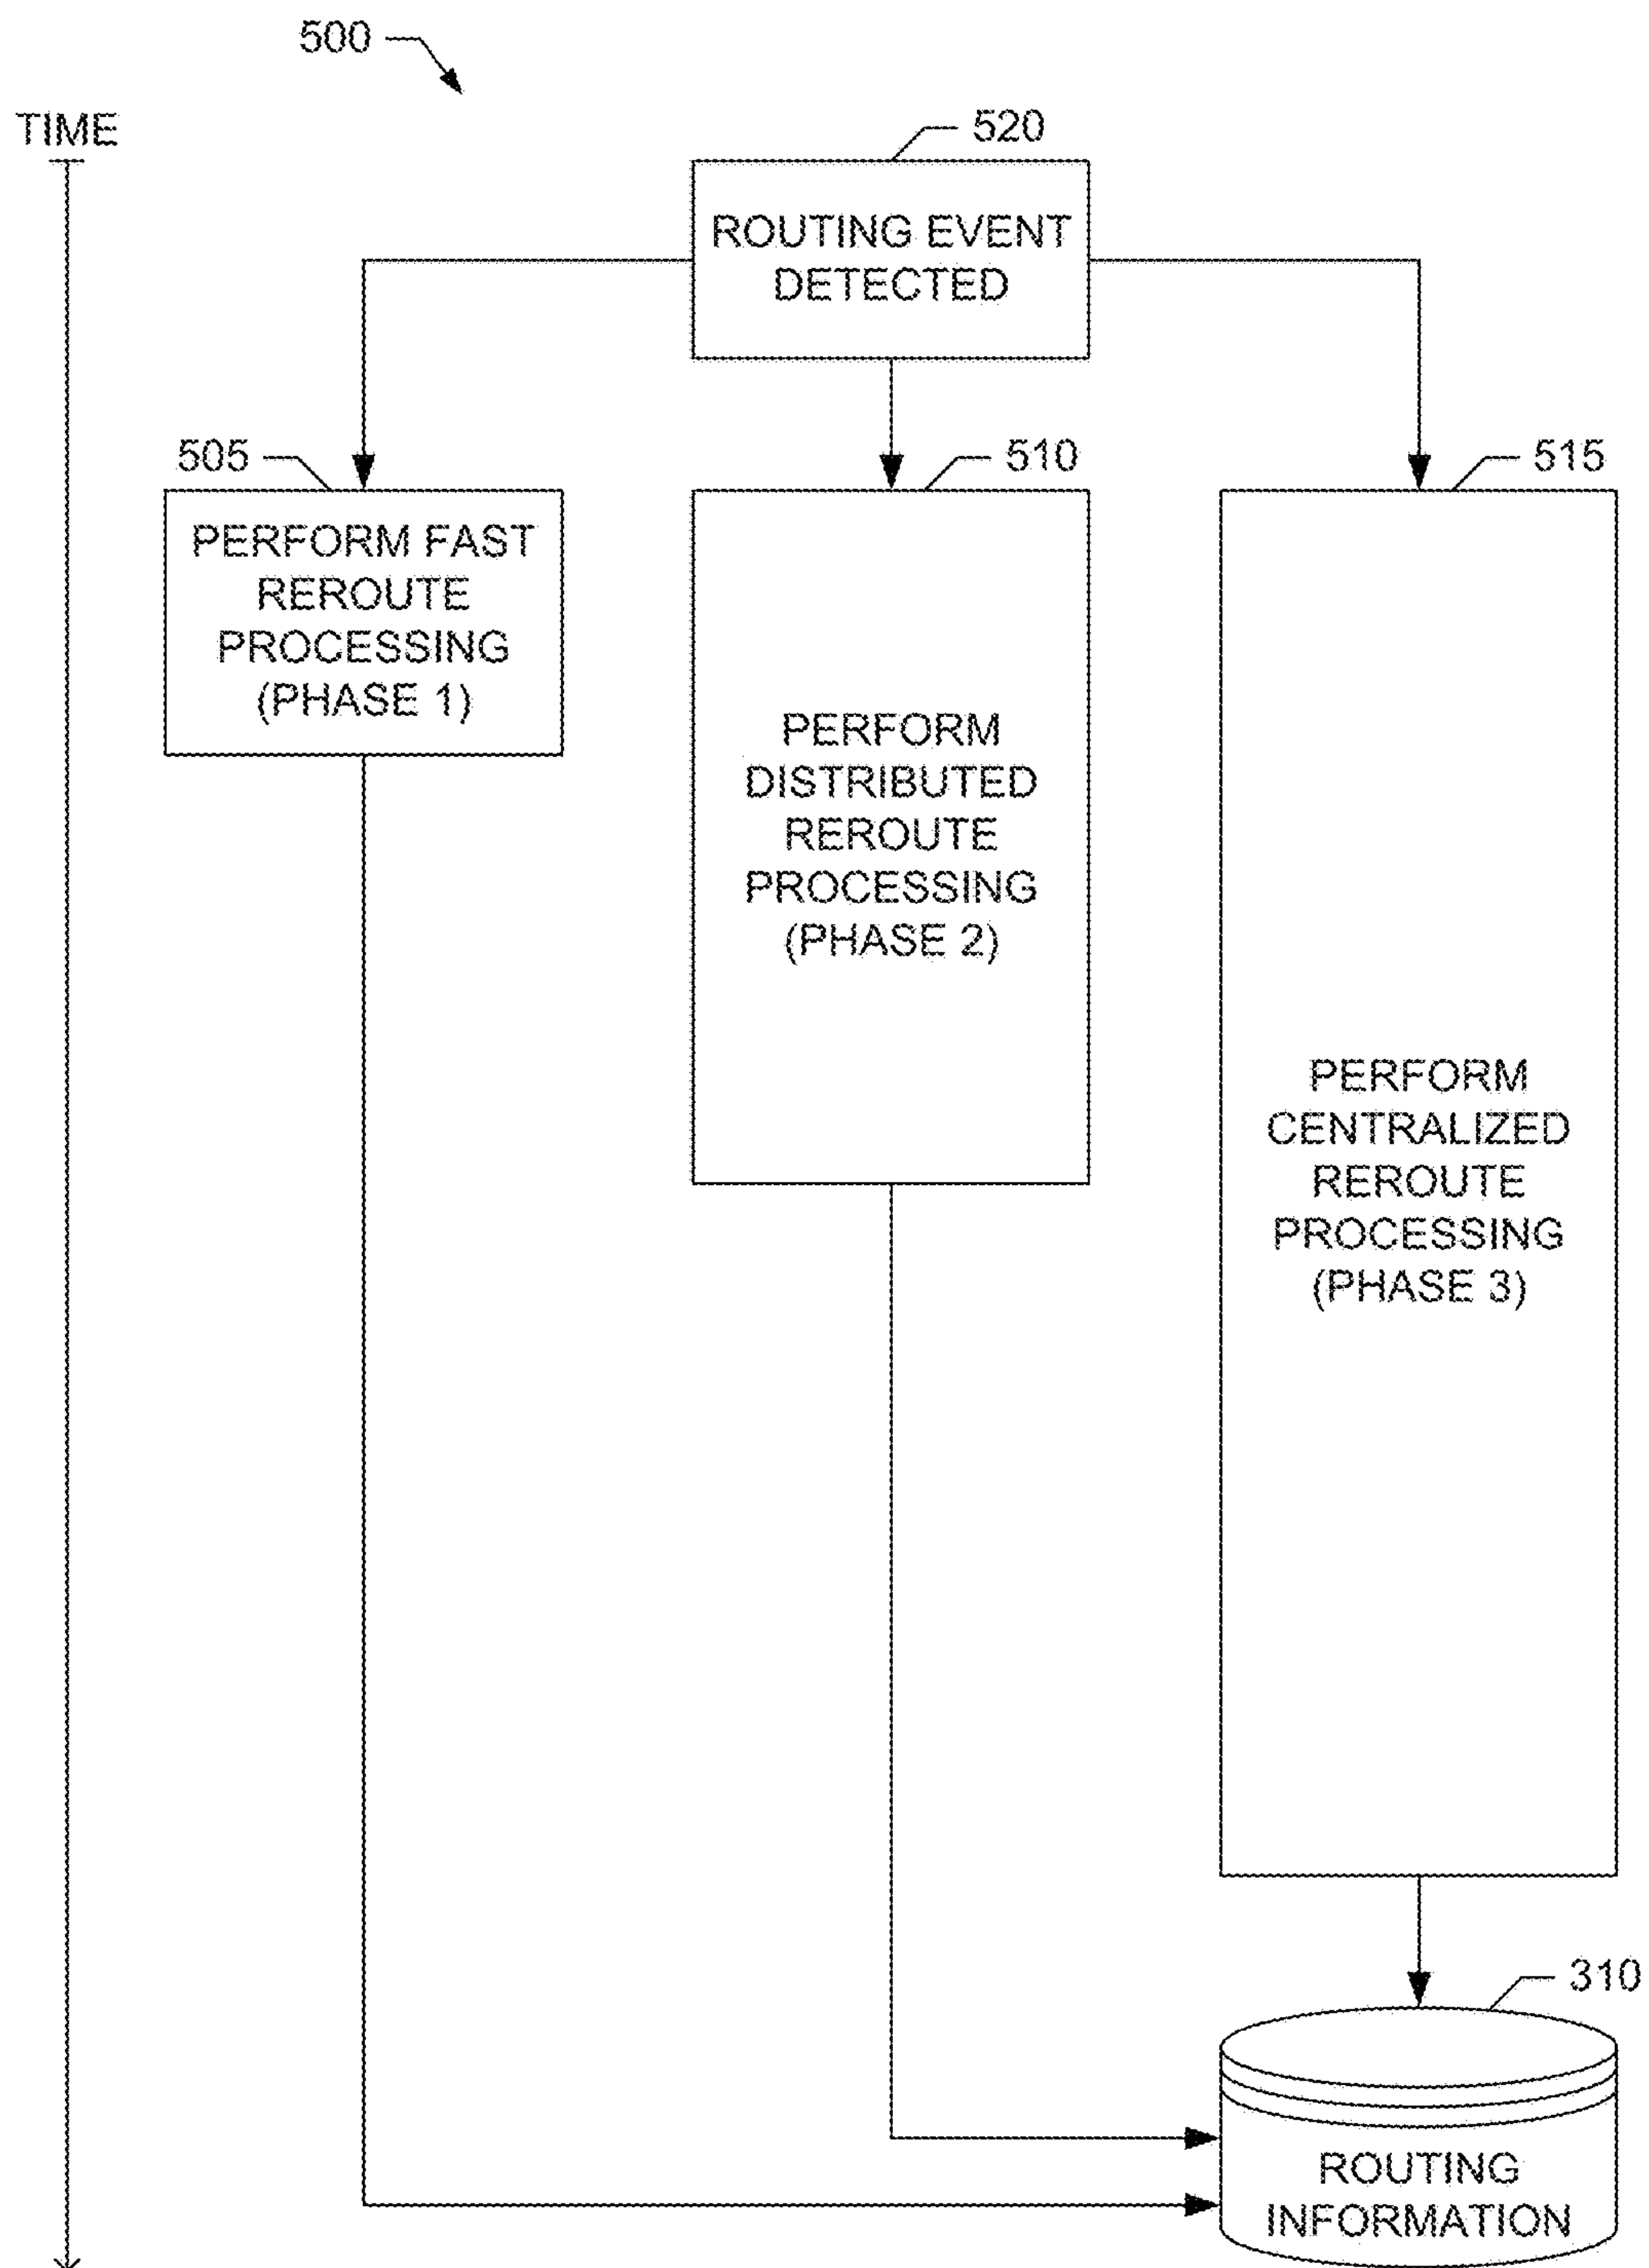 500
TIME
520
ROUTING EVENT
DETECTED
505
510
515
PERFORM FAST
REROUTE
PROCESSING
(PHASE 1)
PERFORM
DISTRIBUTED
REROUTE
PROCESSING
(PHASE 2)
PERFORM
CENTRALIZED
REROUTE
PROCESSING
(PHASE 3)
310
ROUTING
INFORMATION